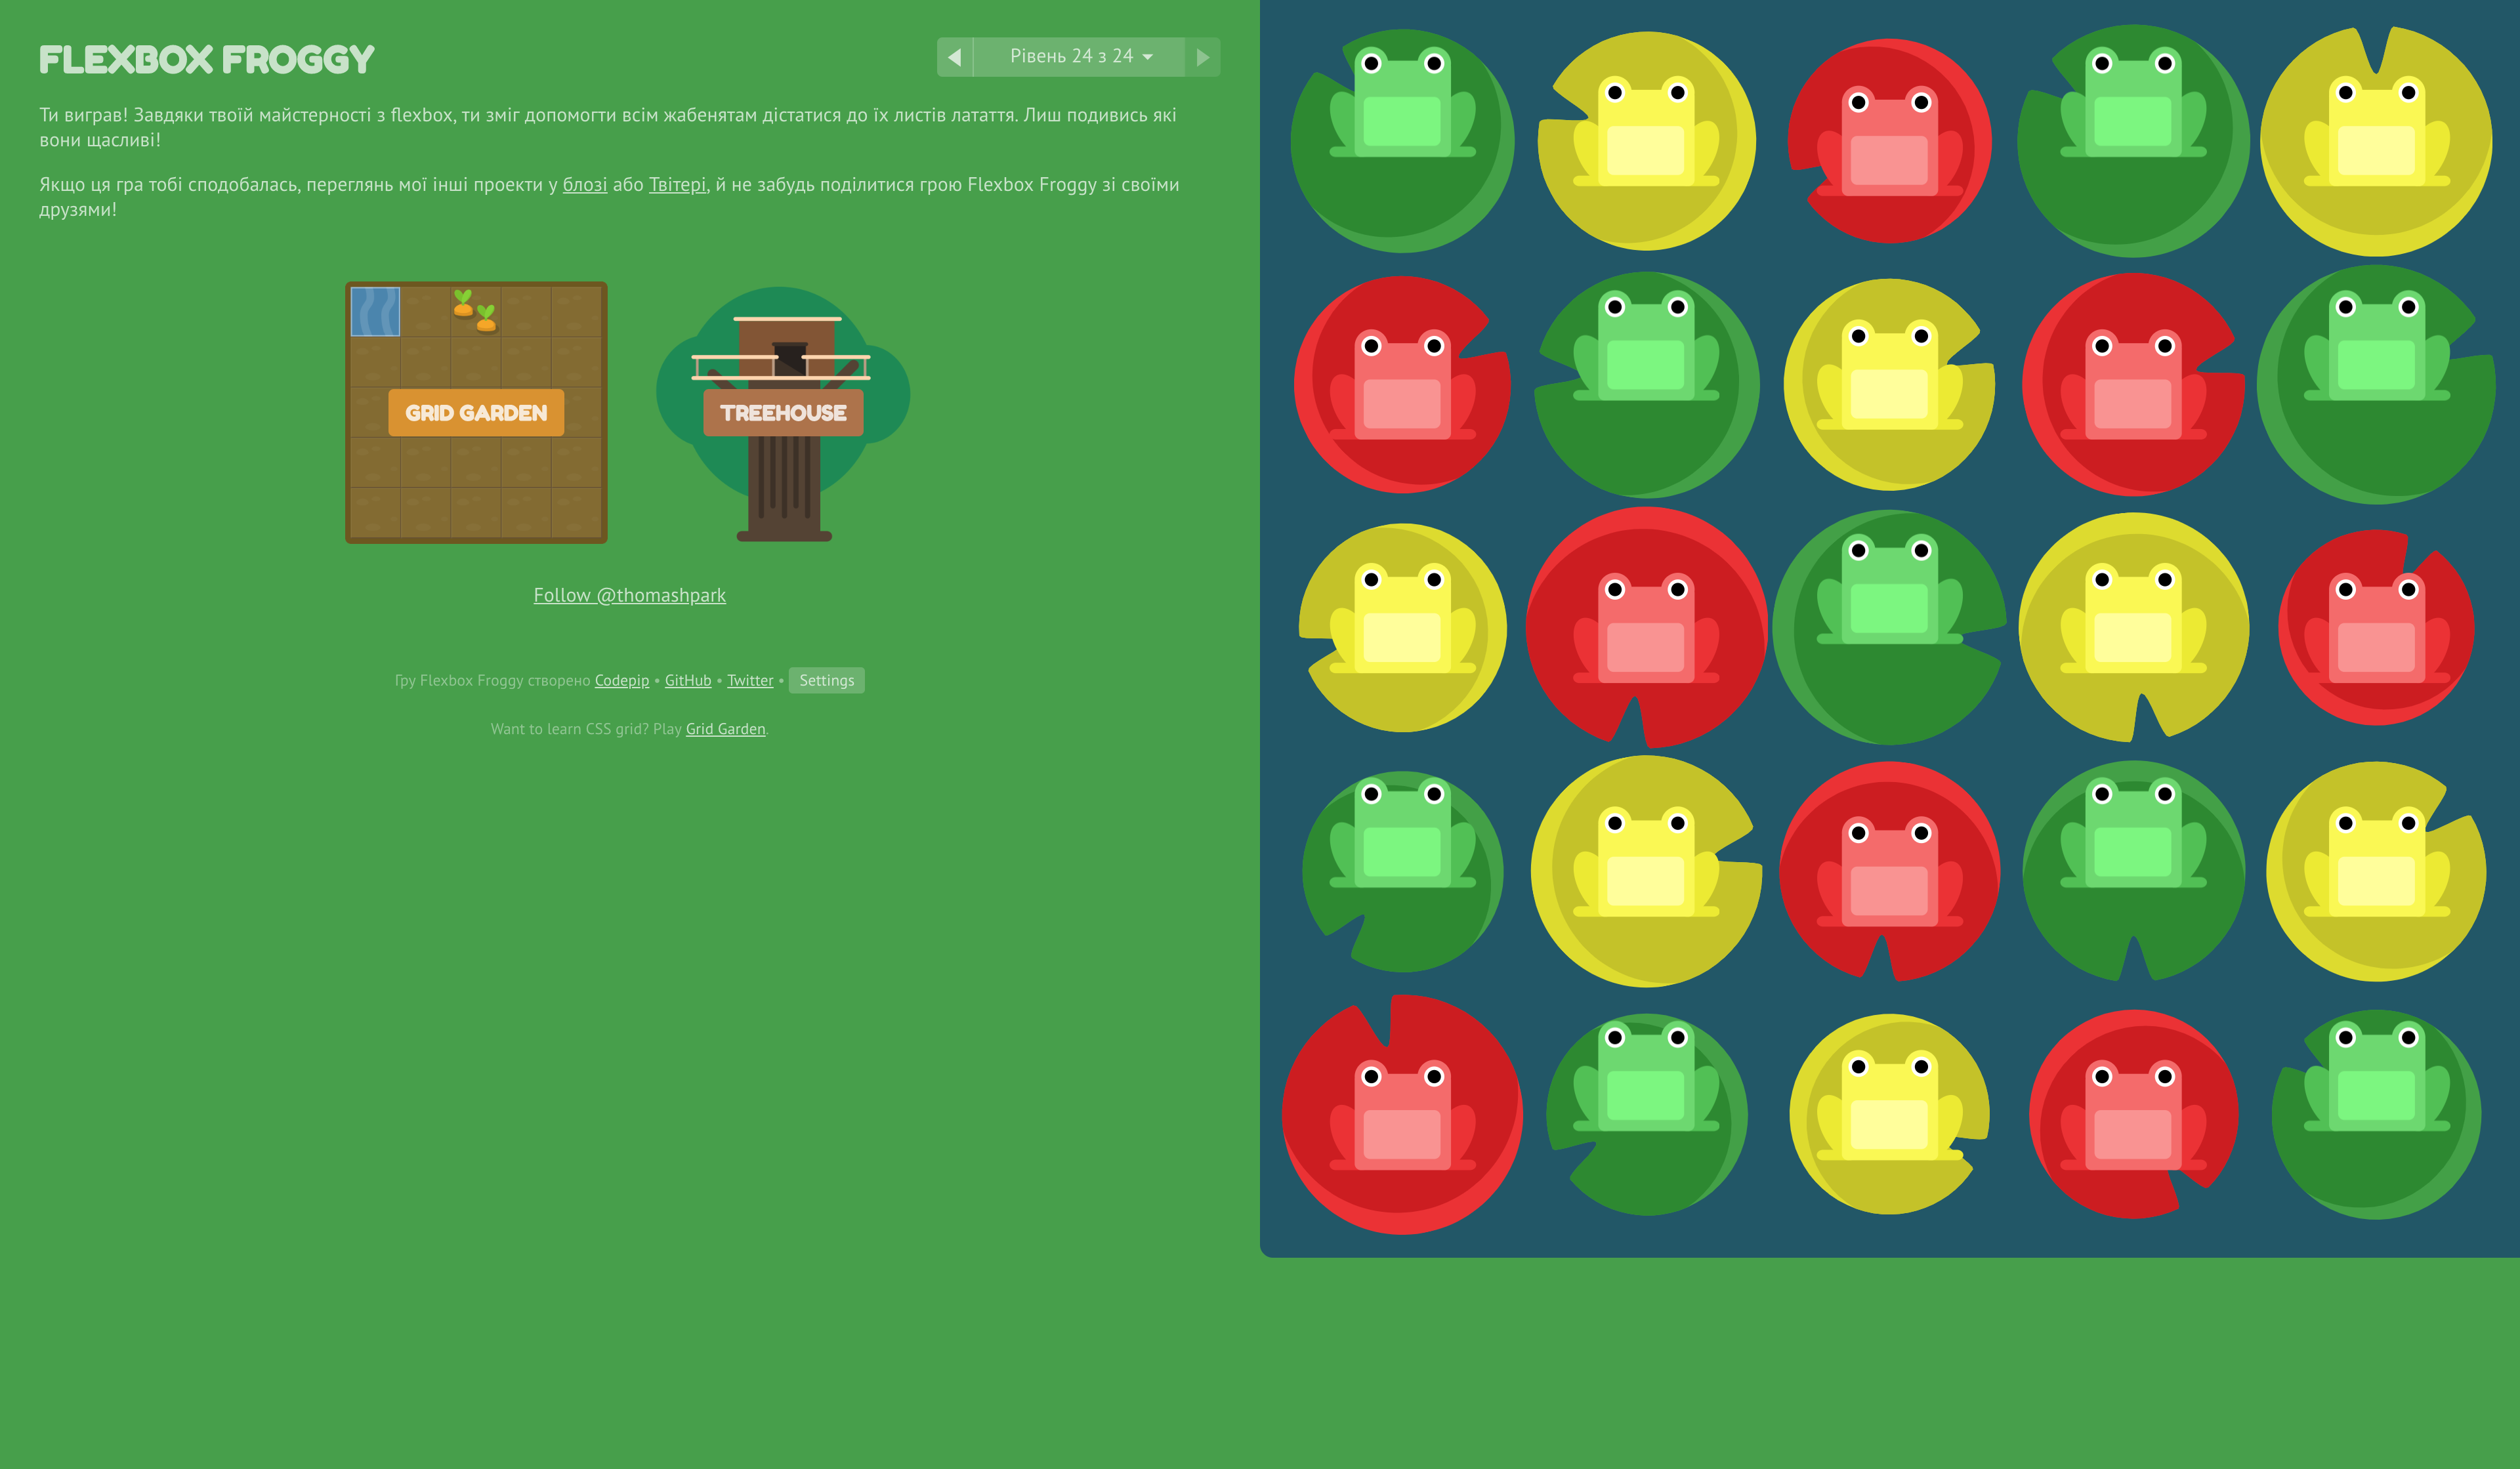 FLEXBOX FROGGY
Рівень 24 з 24
Ти виграв! Завдяки твоїй майстерності з flexbox, ти зміг допомогти всім жабенятам дістатися до їх листів латаття. Лиш подивись які
вони щасливі!
Якщо ця гра тобі сподобалась, переглянь мої інші проекти у блозі або Твітері, й не забудь поділитися грою Flexbox Froggy зі своїми
друзями!
GRID GARDEN
TREEHOUSE
Follow @thomashpark
Гру Flexbox Froggy створено Codepip • GitHub • Twitter • Settings
Want to learn CSS grid? Play Grid Garden.